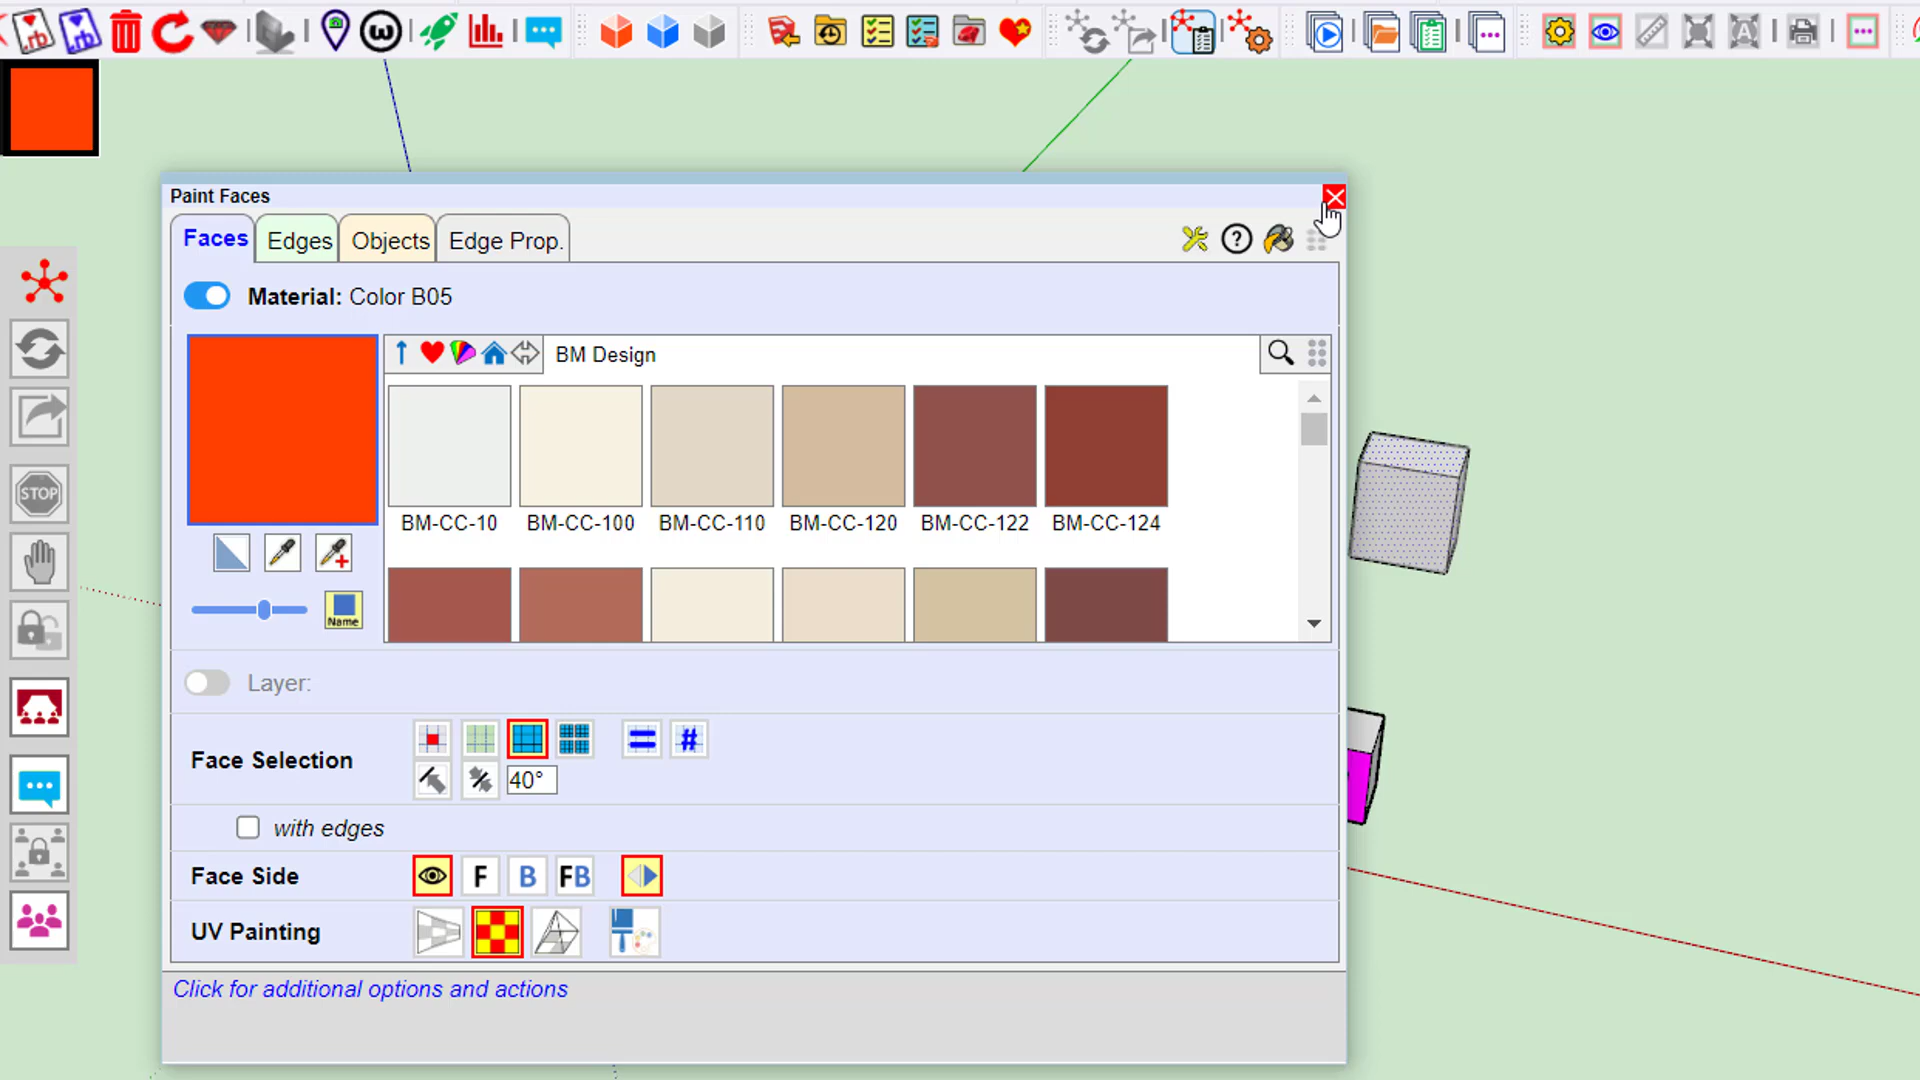 rb
rb
STOP
Paint Faces
Faces
Edges
Objects
Edge Prop.
Material: Color B05
BM Design
BM-CC-10
BM-CC-100
BM-CC-110
BM-CC-120
BM-CC-122
BM-CC-124
Name
Layer:
Face Selection
40°
with edges
Face Side
F
B
FB
UV Painting
Click for additional options and actions